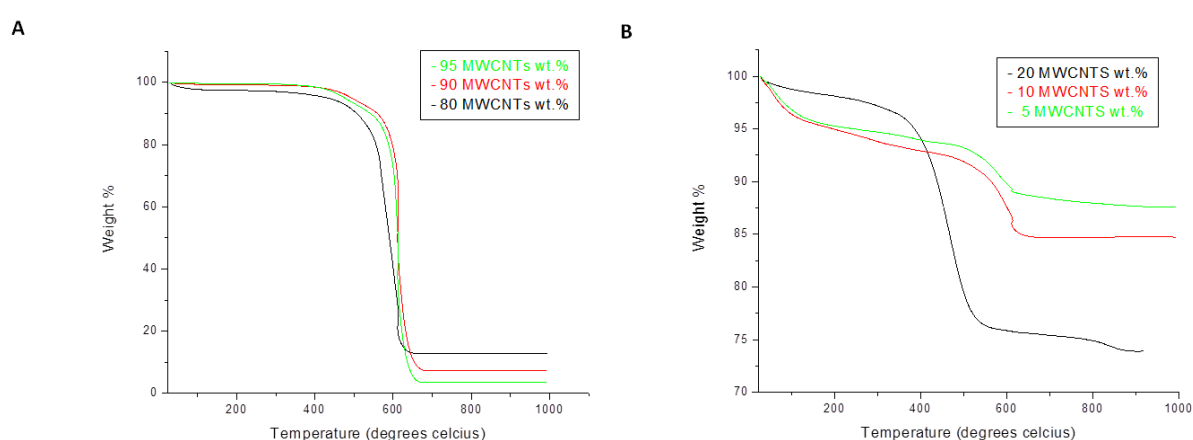 A
- 95 MWCNTs wt.%
- 90 MWCNTs wt.%
- 80 MWCNTs wt.%
100
80
60
40
20
0
Weight %
200
400
600
800
1000
Temperature (degrees celcius)
B
- 20 MWCNTS wt.%
- 10 MWCNTS wt.%
- 5 MWCNTS wt.%
100
95
90
85
80
75
70
Weight %
200
400
600
800
1000
Temperature (degrees celcius)